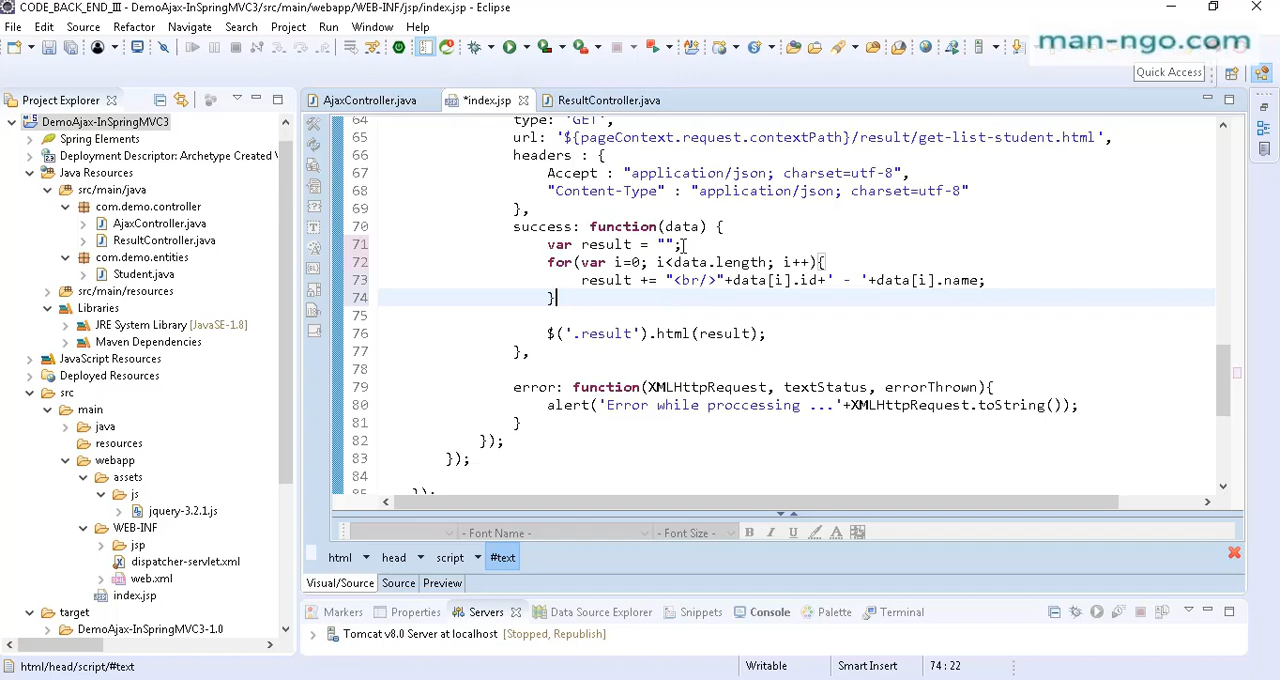 CODE_BACK_END_III - DemoAjax-InSpringMVC3/src/main/webapp/WEB-INF/jsp/index.jsp - Eclipse
File Edit Source Refactor Navigate Search Project Run Window Help
man-ngo.com
Quick Access
Project Explorer
AjaxController.java
*index.jsp
ResultController.java
DemoAjax-InSpringMVC3
Spring Elements
Deployment Descriptor: Archetype Created
Java Resources
src/main/java
com.demo.controller
AjaxController.java
ResultController.java
com.demo.entities
Student.java
src/main/resources
Libraries
JRE System Library [JavaSE-1.8]
Maven Dependencies
JavaScript Resources
Deployed Resources
src
main
java
resources
webapp
assets
js
jquery-3.2.1.js
WEB-INF
jsp
dispatcher-servlet.xml
web.xml
index.jsp
target
DemoAjax-InSpringMVC3-1.0
64 type: 'GET',
65 url: '${pageContext.request.contextPath}/result/get-list-student.html',
66 headers : {
67 Accept : "application/json; charset=utf-8",
68 "Content-Type" : "application/json; charset=utf-8"
69 },
70 success: function(data) {
71 var result = "";
72 for(var i=0; i<data.length; i++){
73 result += "<br/>"+data[i].id+' - '+data[i].name;
74 }
75
76 $('.result').html(result);
77 },
78
79 error: function(XMLHttpRequest, textStatus, errorThrown){
80 alert('Error while proccessing ...'+XMLHttpRequest.toString());
81 }
82 });
83 });
84
85 });
- Font Name - - Font Size - B I U A
html head script #text
Visual/Source Source Preview
Markers Properties Servers Data Source Explorer Snippets Console Palette Terminal
Tomcat v8.0 Server at localhost [Stopped, Republish]
html/head/script/#text Writable Smart Insert 74 : 22